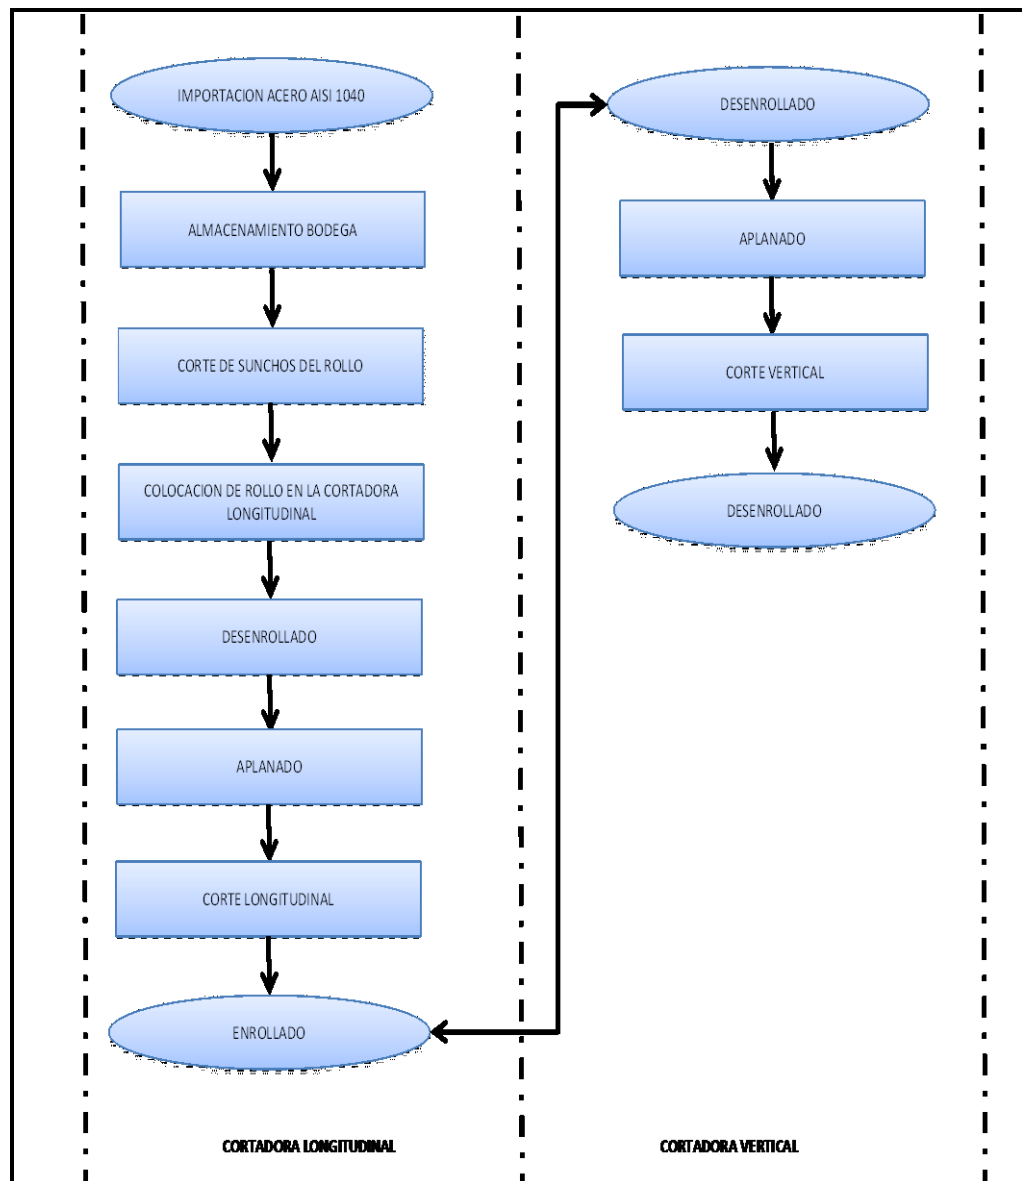 IMPORTACION ACERO AISI 1040
ALMACENAMIENTO BODEGA
CORTE DE SUNCHOS DEL ROLLO
COLOCACION DE ROLLO EN LA CORTADORA
LONGITUDINAL
DESENROLLADO
APLANADO
CORTE LONGITUDINAL
ENROLLADO
CORTADORA LONGITUDINAL
DESENROLLADO
APLANADO
CORTE VERTICAL
DESENROLLADO
CORTADORA VERTICAL